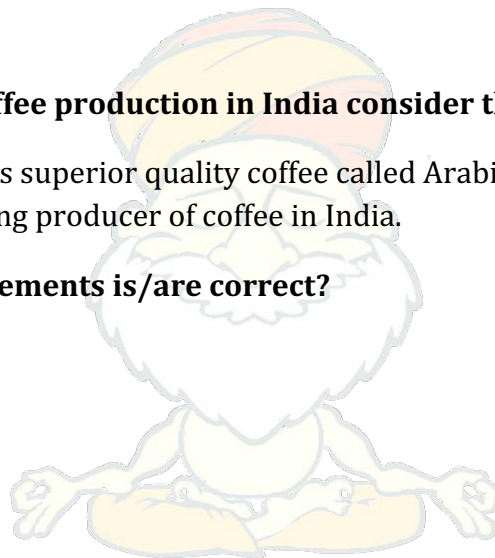 ffee production in India consider t
s superior quality coffee called Arabi
ng producer of coffee in India.
ements is/are correct?